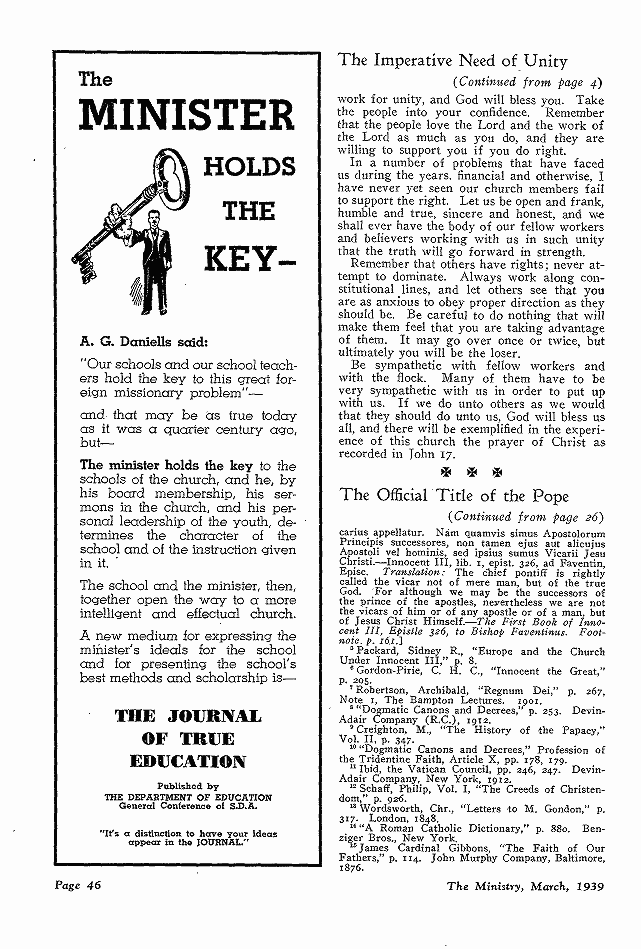 The
MINISTER
HOLDS
THE
KEY—
A. G. Daniells said:
"Our schools and our school teach-
ers hold the key to this great for-
eign missionary problem"—
and that may be as true today
as it was a quarter century ago,
but—
The minister holds the key to the
schools of the church, and he, by
his board membership, his ser-
mons in the church, and his per-
sonal leadership of the youth, de-
termines the character of the
school and of the instruction given
in it.
The school and the minister, then,
together open the way to a more
intelligent and effectual church.
A new medium for expressing the
minister's ideals for the school
and for presenting the school's
best methods and scholarship is—
THE JOURNAL
OF TRUE
EDUCATION
Published by
THE DEPARTMENT OF EDUCATION
General Conference of S.D.A.
"It's a distinction to have your ideas
appear in the JOURNAL."
The Imperative Need of Unity
(Continued from page 4)
work for unity, and God will bless you. Take
the people into your confidence. Remember
that the people love the Lord and the work of
the Lord as much as you do, and they are
willing to support you if you do right.
In a number of problems that have faced
us during the years, financial and otherwise, I
have never yet seen our church members fail
to support the right. Let us be open and frank,
humble and true, sincere and honest, and we
shall ever have the body of our fellow workers
and believers working with us in such unity
that the truth will go forward in strength.
Remember that others have rights; never at-
tempt to dominate. Always work along con-
stitutional lines, and let others see that you
are as anxious to obey proper direction as they
should be. Be careful to do nothing that will
make them feel that you are taking advantage
of them. It may go over once or twice, but
ultimately you will be the loser.
Be sympathetic with fellow workers and
with the flock. Many of them have to be
very sympathetic with us in order to put up
with us. If we do unto others as we would
that they should do unto us, God will bless us
all, and there will be exemplified in the experi-
ence of this church the prayer of Christ as
recorded in John 17.
✠ ✠ ✠
The Official Title of the Pope
(Continued from page 26)
carius appellatur. Nam quamvis simus Apostolorum
Principis successores, non tamen ejus aut alicujus
Apostoli vel hominis, sed ipsius sumus Vicarii Jesu
Christi.—Innocent III, lib. 1, epist. 326, ad Faventin,
Episc. Translation: The chief pontiff is rightly
called the vicar not of mere man, but of the true
God. For although we may be the successors of
the prince of the apostles, nevertheless we are not
the vicars of him or of any apostle or of a man, but
of Jesus Christ Himself.—The First Book of Inno-
cent III, Epistle 326, to Bishop Faventinus. Foot-
note, p. 161.]
⁵ Packard, Sidney R., "Europe and the Church
Under Innocent III," p. 8.
⁶ Gordon-Pirie, C. H. C., "Innocent the Great,"
p. 205.
⁷ Robertson, Archibald, "Regnum Dei," p. 267,
Note 1, The Bampton Lectures. 1901.
⁸ "Dogmatic Canons and Decrees," p. 253. Devin-
Adair Company (R.C.), 1912.
⁹ Creighton, M., "The History of the Papacy,"
Vol. II, p. 347.
¹⁰ "Dogmatic Canons and Decrees," Profession of
the Tridentine Faith, Article X, pp. 178, 179.
¹¹ Ibid, the Vatican Council, pp. 246, 247. Devin-
Adair Company, New York, 1912.
¹² Schaff, Philip, Vol. I, "The Creeds of Christen-
dom," p. 926.
¹³ Wordsworth, Chr., "Letters to M. Gondon," p.
317. London, 1848.
¹⁴ "A Roman Catholic Dictionary," p. 880. Ben-
ziger Bros., New York.
¹⁵ James Cardinal Gibbons, "The Faith of Our
Fathers," p. 114. John Murphy Company, Baltimore,
1876.
Page 46
The Ministry, March, 1939